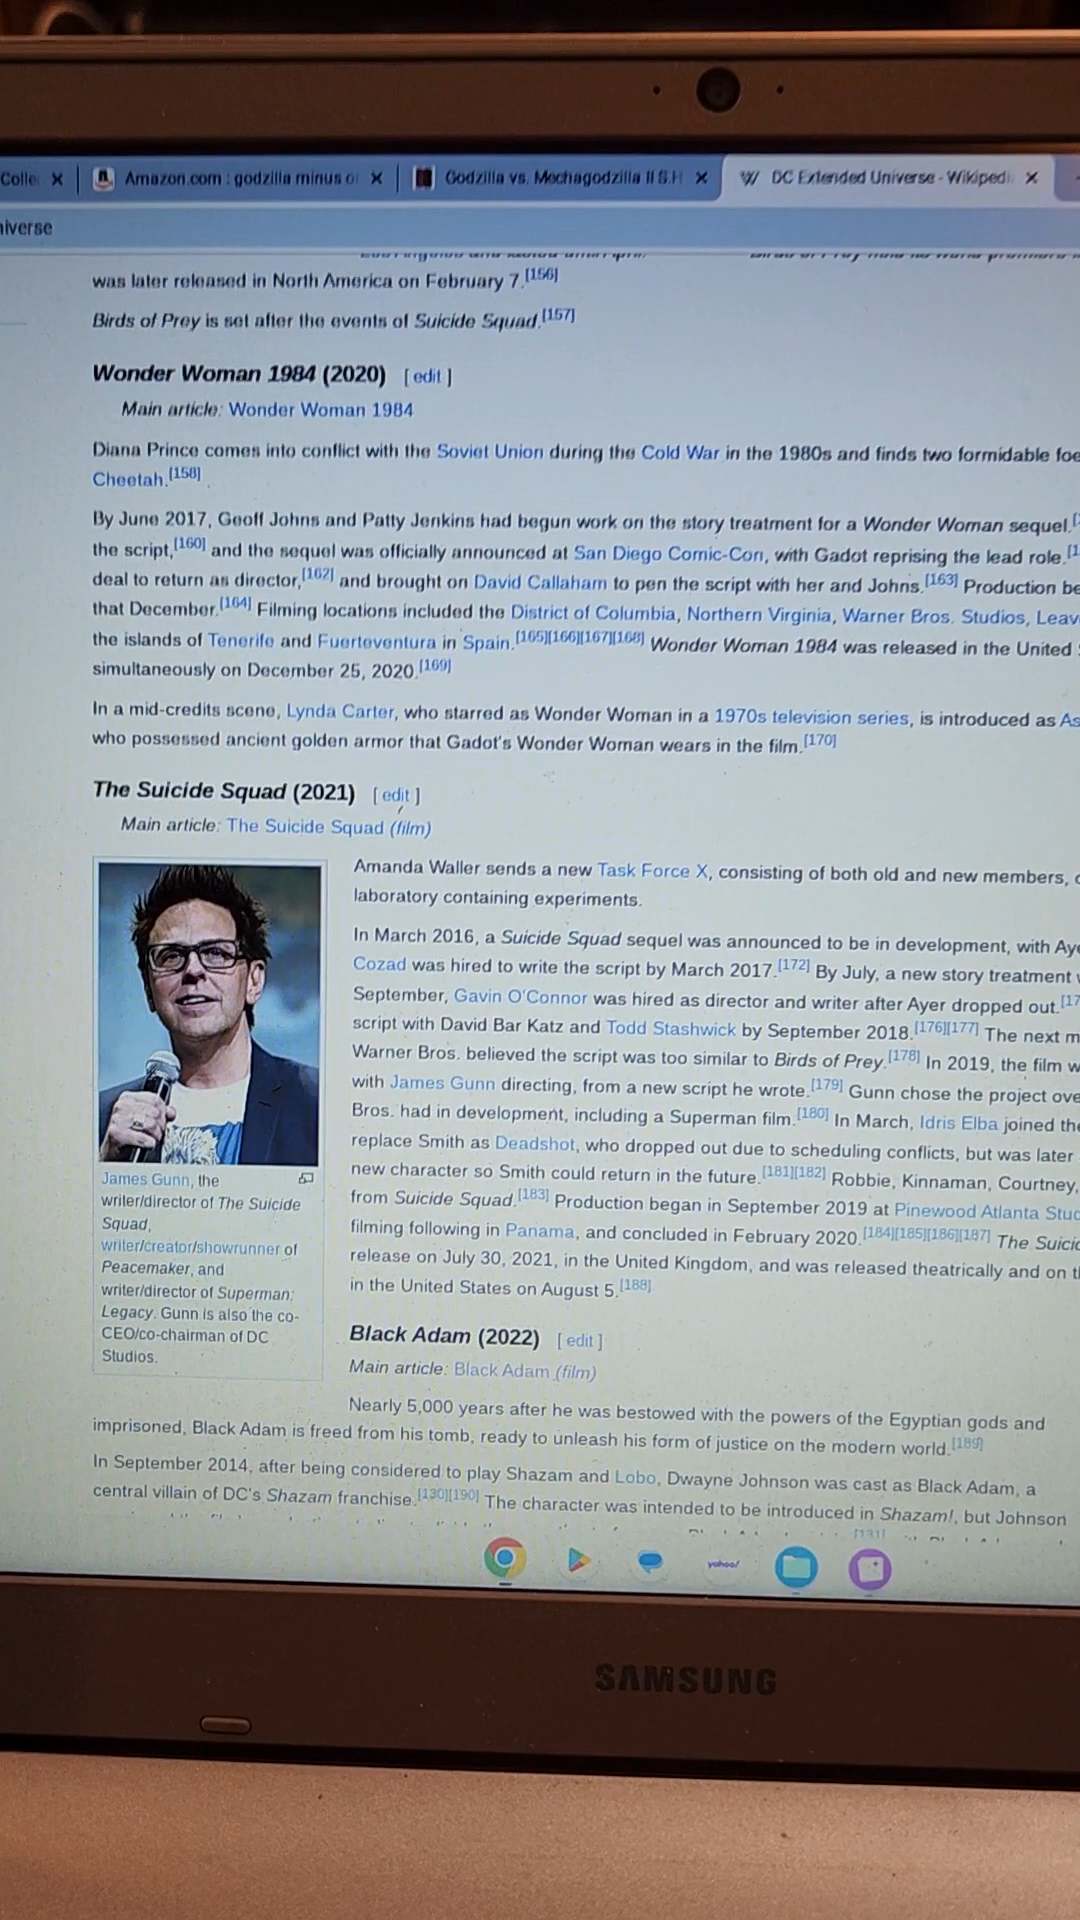 Colle
Amazon.com : godzilla minus o
Godzilla vs. Mechagodzilla II S.H
DC Extended Universe - Wikipedi
niverse
was later released in North America on February 7.[156]
Birds of Prey is set after the events of Suicide Squad.[157]
Wonder Woman 1984 (2020) [ edit ]
Main article: Wonder Woman 1984
Diana Prince comes into conflict with the Soviet Union during the Cold War in the 1980s and finds two formidable foe
Cheetah.[158]
By June 2017, Geoff Johns and Patty Jenkins had begun work on the story treatment for a Wonder Woman sequel.
the script,[160] and the sequel was officially announced at San Diego Comic-Con, with Gadot reprising the lead role.[1
deal to return as director,[162] and brought on David Callaham to pen the script with her and Johns.[163] Production be
that December.[164] Filming locations included the District of Columbia, Northern Virginia, Warner Bros. Studios, Leav
the islands of Tenerife and Fuerteventura in Spain.[165][166][167][168] Wonder Woman 1984 was released in the United
simultaneously on December 25, 2020.[169]
In a mid-credits scene, Lynda Carter, who starred as Wonder Woman in a 1970s television series, is introduced as As
who possessed ancient golden armor that Gadot's Wonder Woman wears in the film.[170]
The Suicide Squad (2021) [ edit ]
Main article: The Suicide Squad (film)
Amanda Waller sends a new Task Force X, consisting of both old and new members,
laboratory containing experiments.
In March 2016, a Suicide Squad sequel was announced to be in development, with Aye
Cozad was hired to write the script by March 2017.[172] By July, a new story treatment
September, Gavin O'Connor was hired as director and writer after Ayer dropped out.[17
script with David Bar Katz and Todd Stashwick by September 2018.[176][177] The next m
Warner Bros. believed the script was too similar to Birds of Prey.[178] In 2019, the film w
with James Gunn directing, from a new script he wrote.[179] Gunn chose the project ove
Bros. had in development, including a Superman film.[180] In March, Idris Elba joined the
replace Smith as Deadshot, who dropped out due to scheduling conflicts, but was later
new character so Smith could return in the future.[181][182] Robbie, Kinnaman, Courtney,
from Suicide Squad.[183] Production began in September 2019 at Pinewood Atlanta Stud
filming following in Panama, and concluded in February 2020.[184][185][186][187] The Suicid
release on July 30, 2021, in the United Kingdom, and was released theatrically and on t
in the United States on August 5.[188]
James Gunn, the
writer/director of The Suicide
Squad,
writer/creator/showrunner of
Peacemaker, and
writer/director of Superman:
Legacy. Gunn is also the co-
CEO/co-chairman of DC
Studios.
Black Adam (2022) [ edit ]
Main article: Black Adam (film)
Nearly 5,000 years after he was bestowed with the powers of the Egyptian gods and
imprisoned, Black Adam is freed from his tomb, ready to unleash his form of justice on the modern world.[189]
In September 2014, after being considered to play Shazam and Lobo, Dwayne Johnson was cast as Black Adam, a
central villain of DC's Shazam franchise.[130][190] The character was intended to be introduced in Shazam!, but Johnson
[131]
yahoo!
SAMSUNG